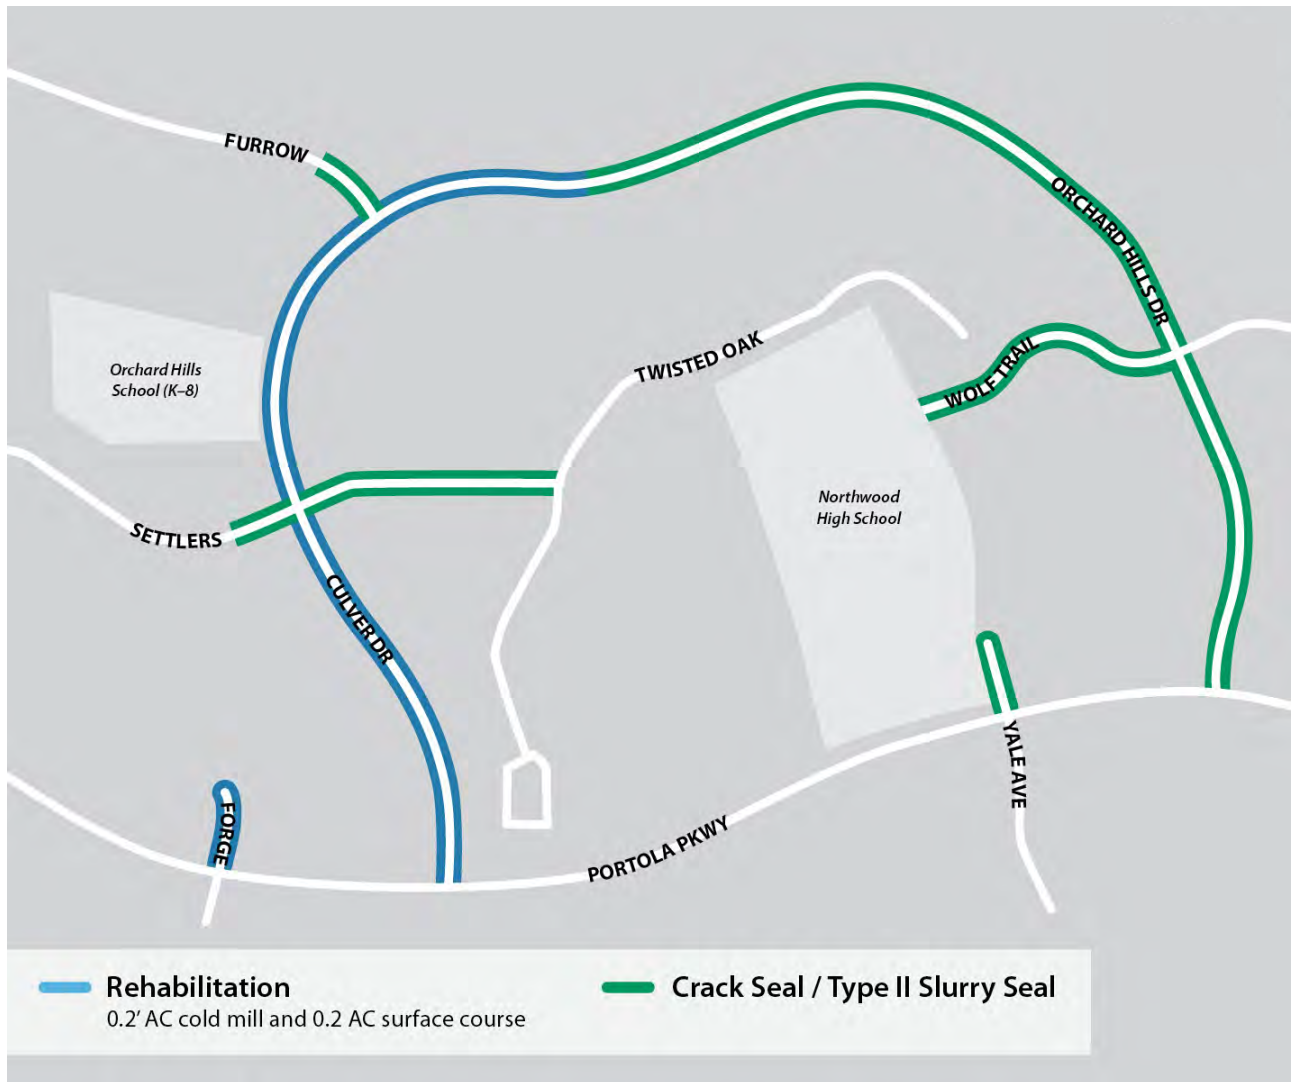 FURROW
ORCHARD HILLS DR
TWISTED OAK
WOLF TRAIL
Orchard Hills
School (K–8)
Northwood
High School
SETTLERS
CULVER DR
YALE AVE
FORGE
PORTOLA PKWY
Rehabilitation
0.2’ AC cold mill and 0.2 AC surface course
Crack Seal / Type II Slurry Seal